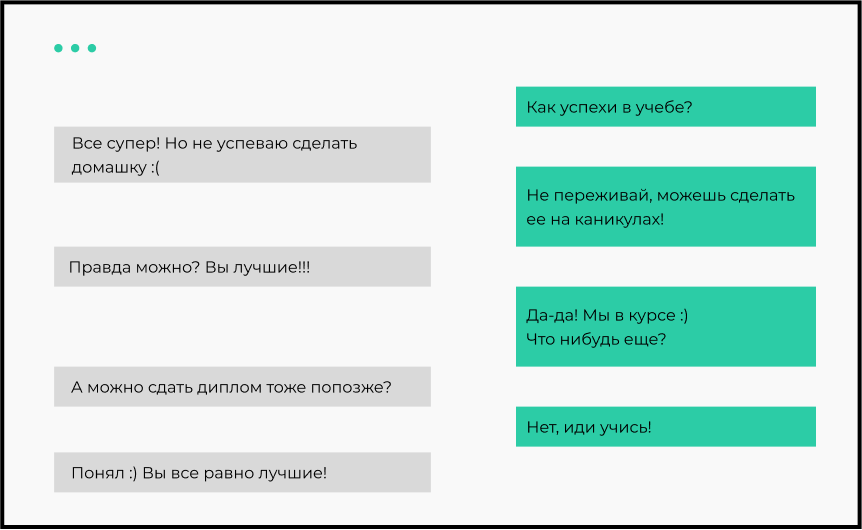 Как успехи в учебе?
Все супер! Но не успеваю сделать
домашку :(
Не переживай, можешь сделать
ее на каникулах!
Правда можно? Вы лучшие!!!
Да-да! Мы в курсе :)
Что нибудь еще?
А можно сдать диплом тоже попозже?
Нет, иди учись!
Понял :) Вы все равно лучшие!